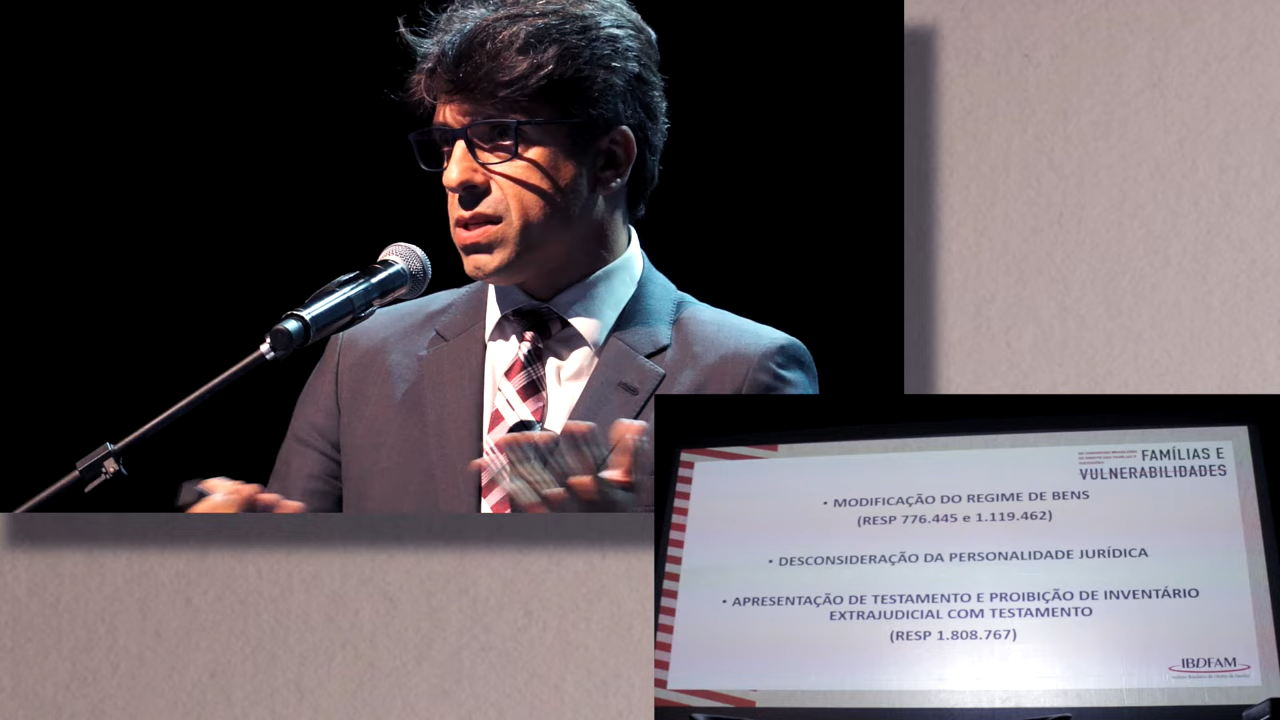 FAMÍLIAS E
VULNERABILIDADES
• MODIFICAÇÃO DO REGIME DE BENS
(RESP 776.445 e 1.119.462)
• DESCONSIDERAÇÃO DA PERSONALIDADE JURÍDICA
• APRESENTAÇÃO DE TESTAMENTO E PROIBIÇÃO DE INVENTÁRIO
EXTRAJUDICIAL COM TESTAMENTO
(RESP 1.808.767)
IBDFAM